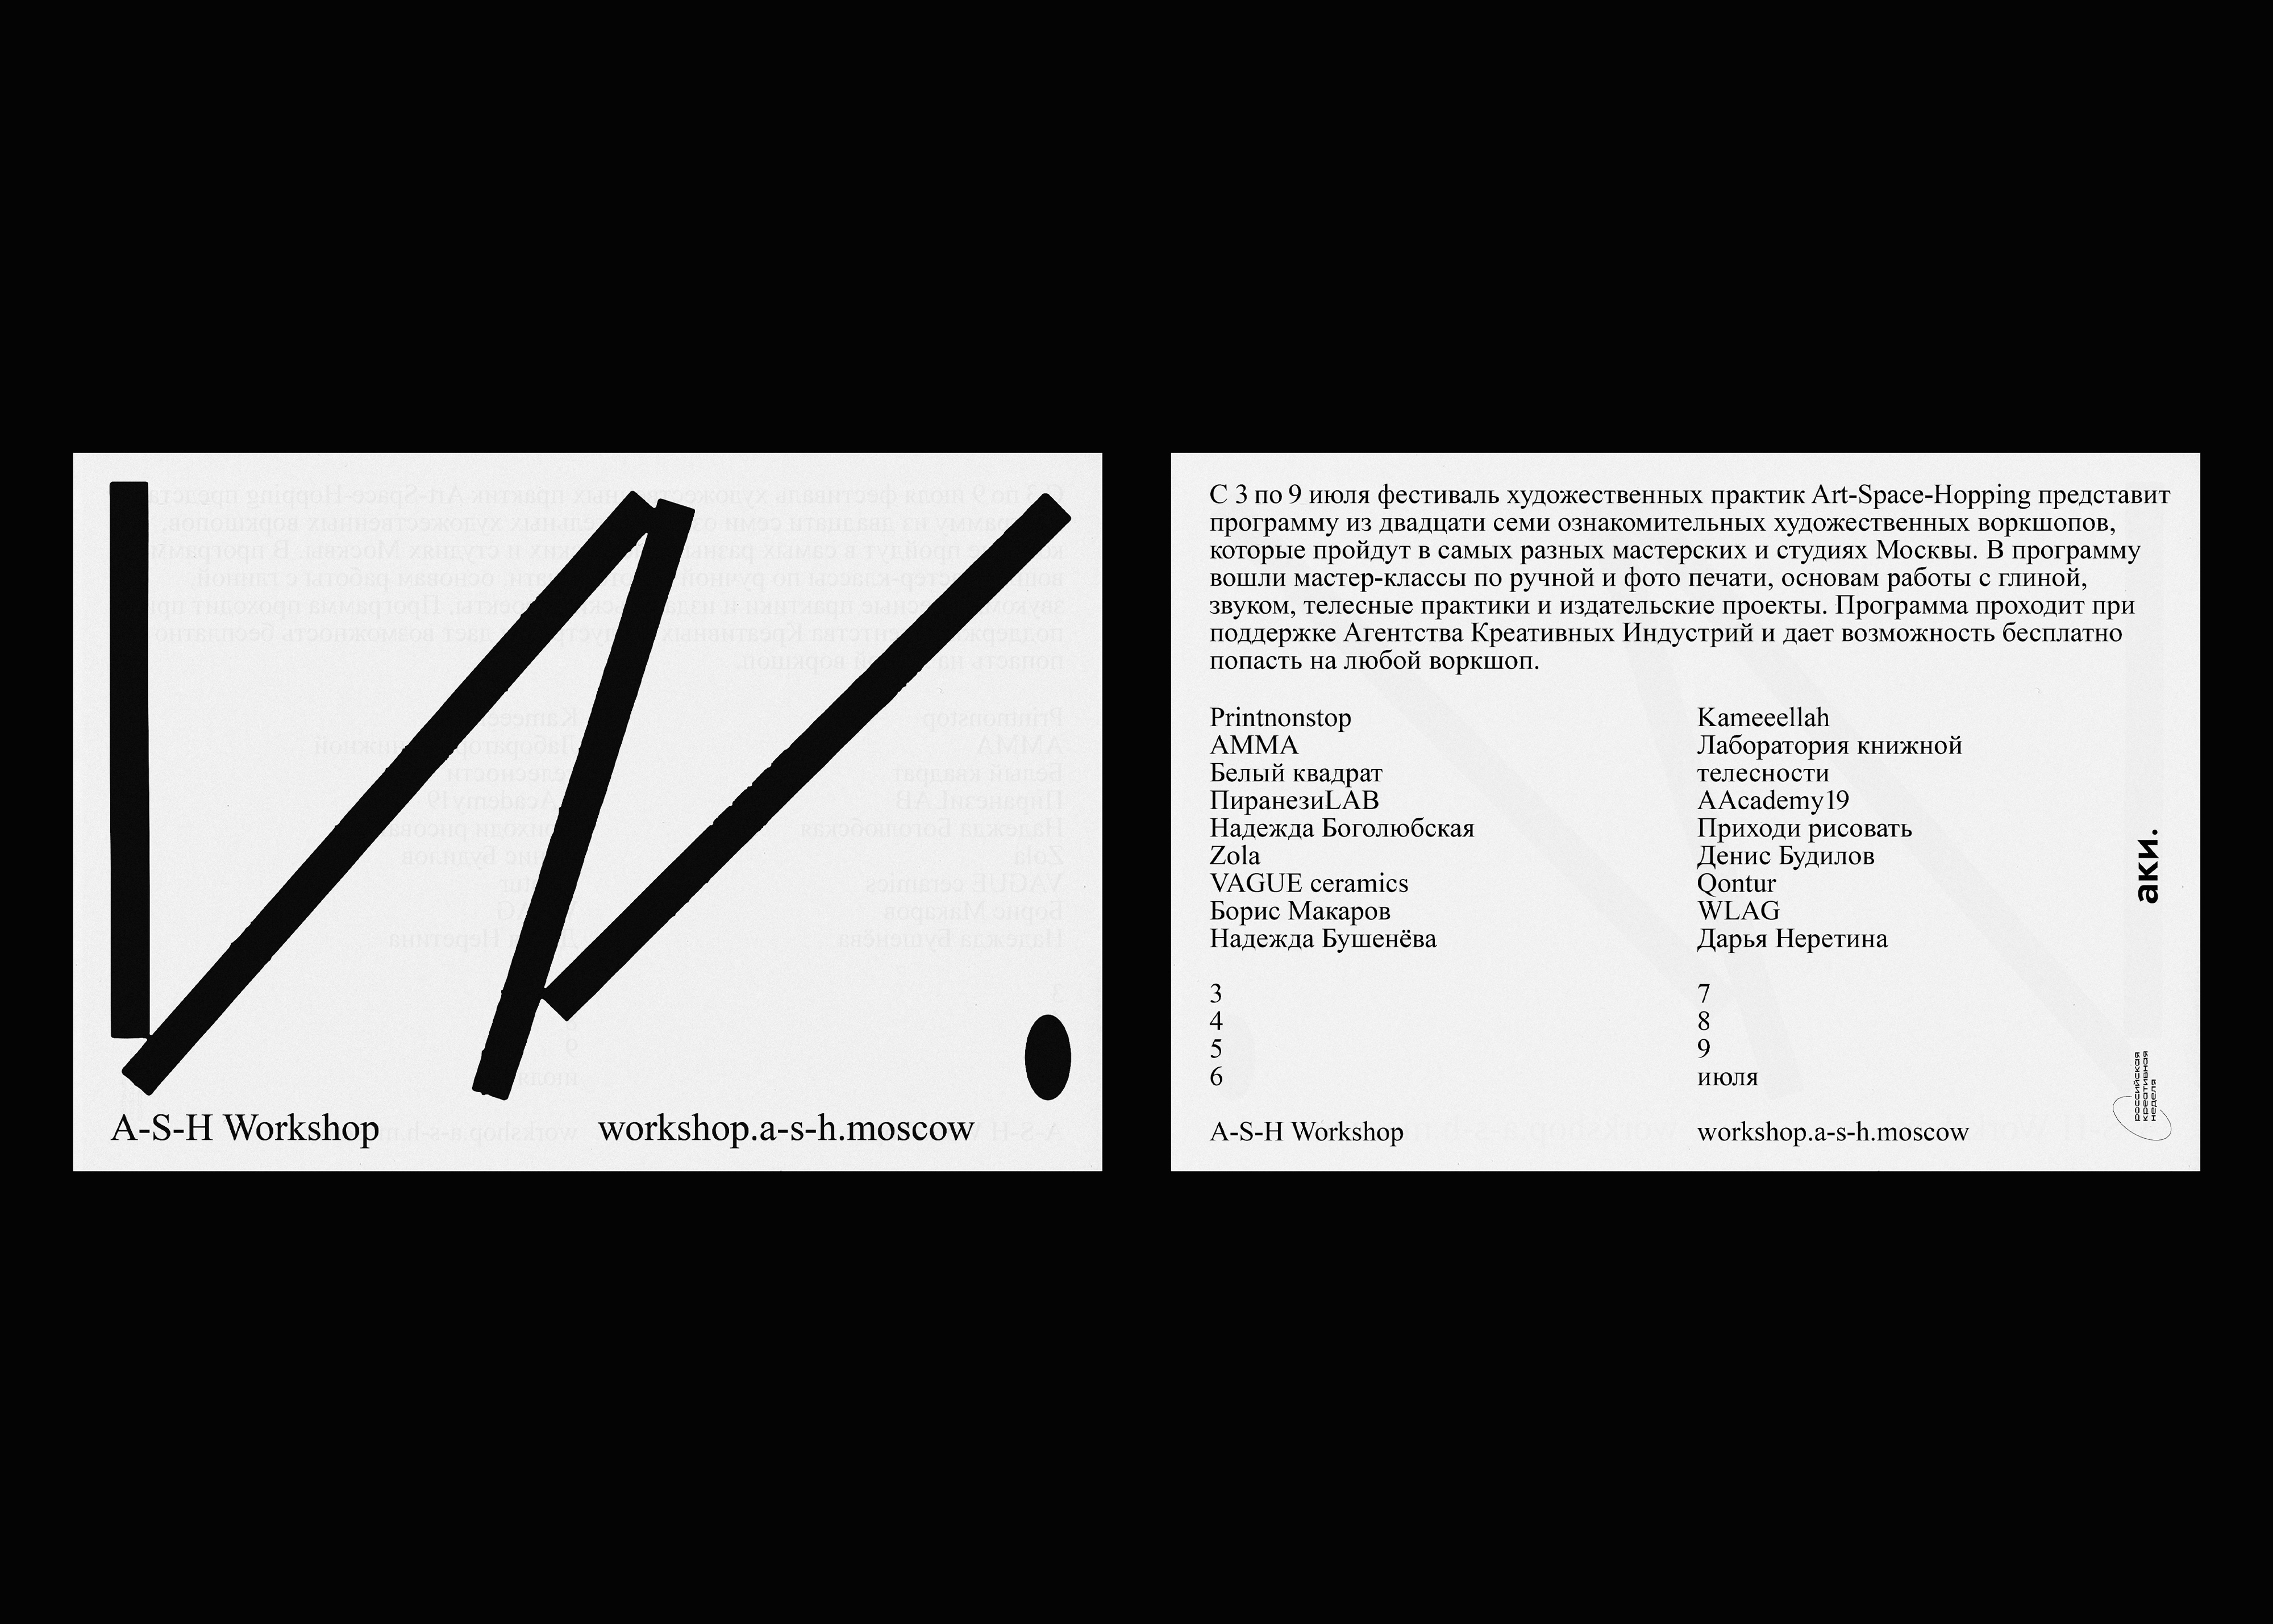 A-S-H Workshop
workshop.a-s-h.moscow
С 3 по 9 июля фестиваль художественных практик Art-Space-Hopping представит
программу из двадцати семи ознакомительных художественных воркшопов,
которые пройдут в самых разных мастерских и студиях Москвы. В программу
вошли мастер-классы по ручной и фото печати, основам работы с глиной,
звуком, телесные практики и издательские проекты. Программа проходит при
поддержке Агентства Креативных Индустрий и дает возможность бесплатно
попасть на любой воркшоп.
Printnonstop
AMMA
Белый квадрат
ПиранезиLAB
Надежда Боголюбская
Zola
VAGUE ceramics
Борис Макаров
Надежда Бушенёва
Kameeellah
Лаборатория книжной
телесности
AAcademy19
Приходи рисовать
Денис Будилов
Qontur
WLAG
Дарья Неретина
3
4
5
6
7
8
9
июля
A-S-H Workshop
workshop.a-s-h.moscow
аки.
российская
креативная
неделя